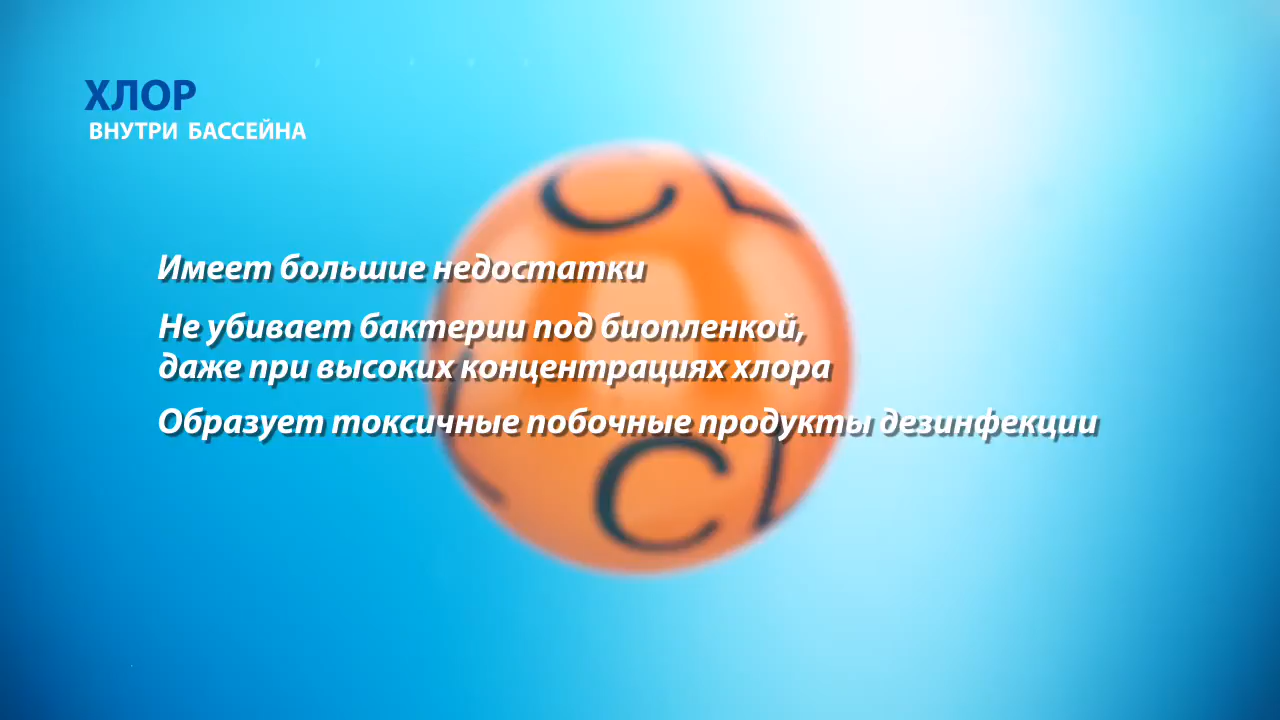 ХЛОР
ВНУТРИ БАССЕЙНА
Имеет большие недостатки
Не убивает бактерии под биопленкой,
даже при высоких концентрациях хлора
Образует токсичные побочные продукты дезинфекции